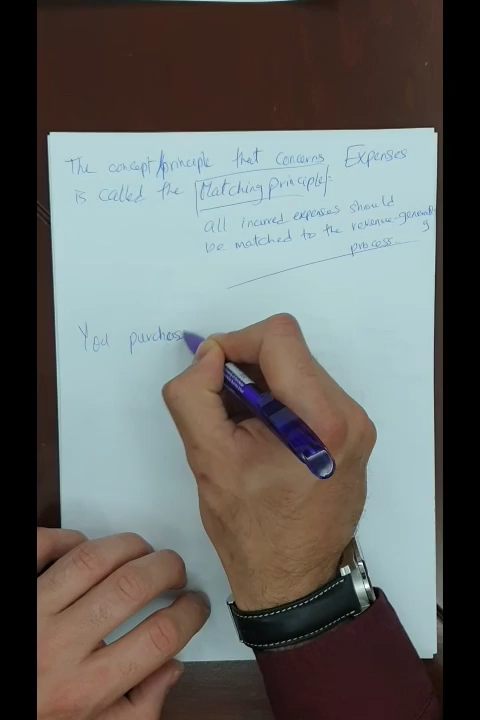 The concept/principle that concerns Expenses
is called the Matching principle:
all incurred expenses should
be matched to the revenue-generating
process.
You purchas